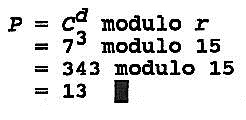 P = C^d modulo r
= 7^3 modulo 15
= 343 modulo 15
= 13